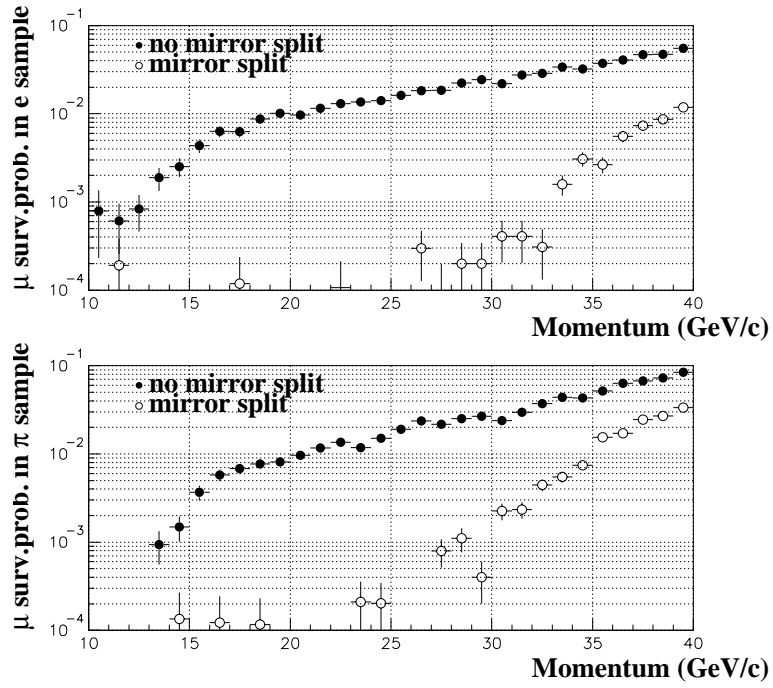 10⁻¹
● no mirror split
○ mirror split
10⁻²
10⁻³
10⁻⁴
μ surv.prob. in e sample
10 15 20 25 30 35 40
Momentum (GeV/c)
10⁻¹
● no mirror split
○ mirror split
10⁻²
10⁻³
10⁻⁴
μ surv.prob. in π sample
10 15 20 25 30 35 40
Momentum (GeV/c)